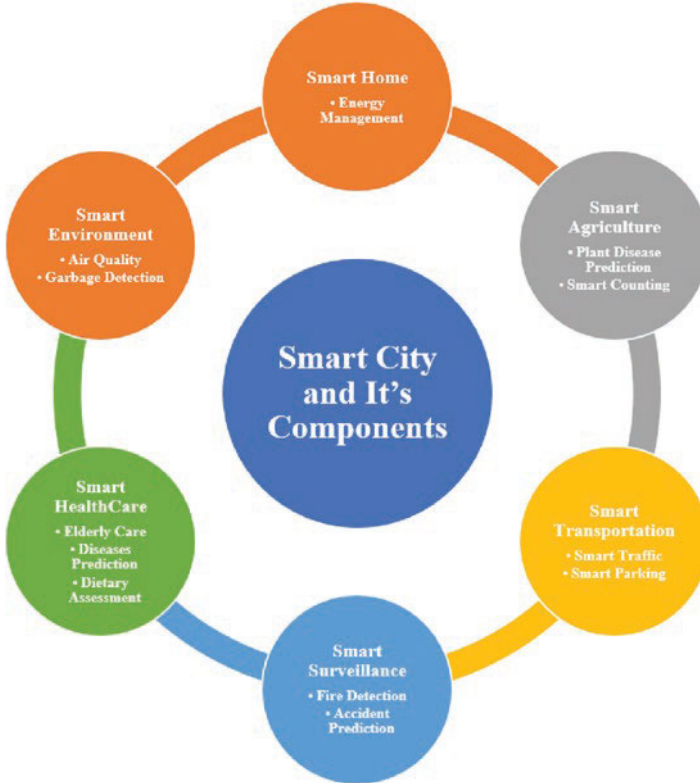 Smart Home
• Energy
Management
Smart
Agriculture
• Plant Disease
Prediction
• Smart Counting
Smart
Transportation
• Smart Traffic
• Smart Parking
Smart
Surveillance
• Fire Detection
• Accident
Prediction
Smart
HealthCare
• Elderly Care
• Diseases
Prediction
• Dietary
Assessment
Smart
Environment
• Air Quality
• Garbage Detection
Smart City
and It's
Components